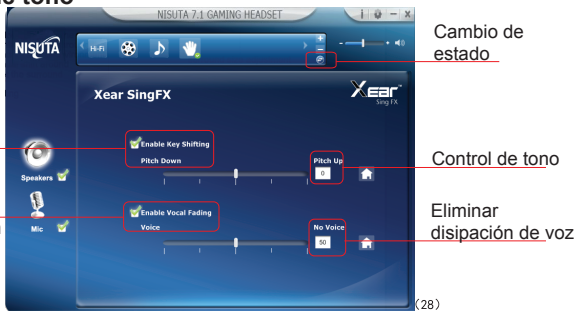 de tono
NISUTA 7.1 GAMING HEADSET
NISUTA
Hi-Fi
Cambio de
estado
Xear SingFX
Xear™
Sing FX
Enable Key Shifting
Pitch Down
Pitch Up
0
Control de tono
Speakers
Enable Vocal Fading
Voice
No Voice
50
Eliminar
disipación de voz
Mic
(28)